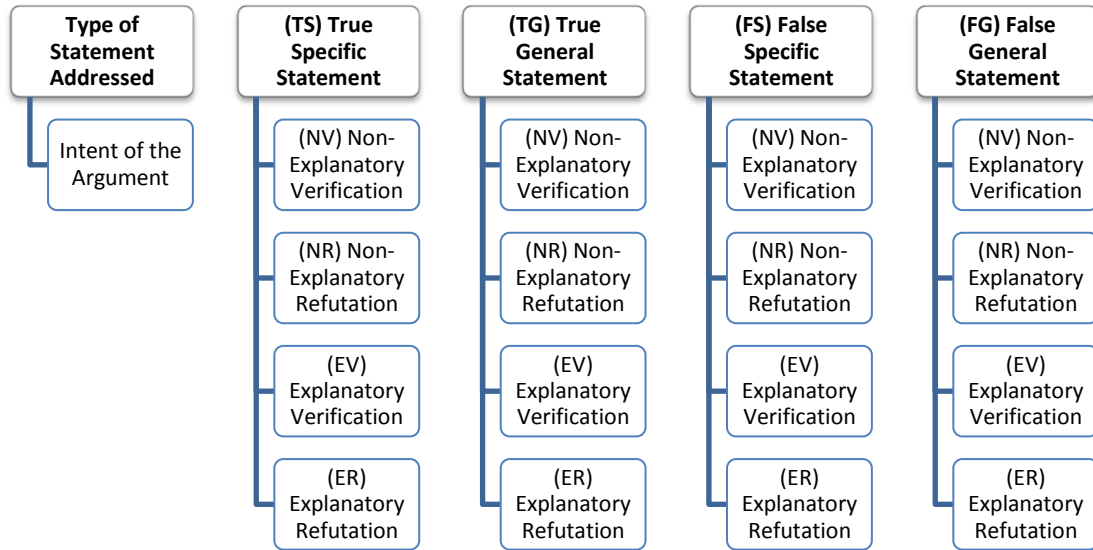 Type of
Statement
Addressed
Intent of the
Argument
(TS) True
Specific
Statement
(NV) Non-
Explanatory
Verification
(NR) Non-
Explanatory
Refutation
(EV)
Explanatory
Verification
(ER)
Explanatory
Refutation
(TG) True
General
Statement
(NV) Non-
Explanatory
Verification
(NR) Non-
Explanatory
Refutation
(EV)
Explanatory
Verification
(ER)
Explanatory
Refutation
(FS) False
Specific
Statement
(NV) Non-
Explanatory
Verification
(NR) Non-
Explanatory
Refutation
(EV)
Explanatory
Verification
(ER)
Explanatory
Refutation
(FG) False
General
Statement
(NV) Non-
Explanatory
Verification
(NR) Non-
Explanatory
Refutation
(EV)
Explanatory
Verification
(ER)
Explanatory
Refutation